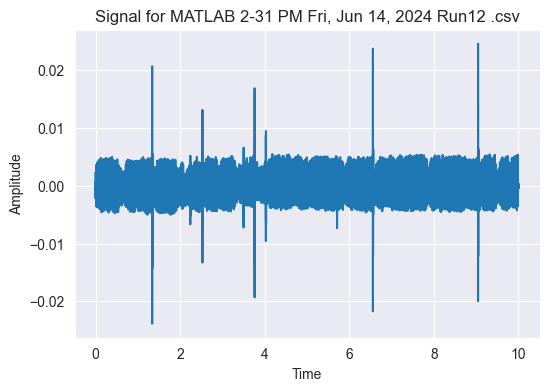 Signal for MATLAB 2-31 PM Fri, Jun 14, 2024 Run12 .csv
0.02
0.01
0.00
−0.01
−0.02
Amplitude
0 2 4 6 8 10
Time